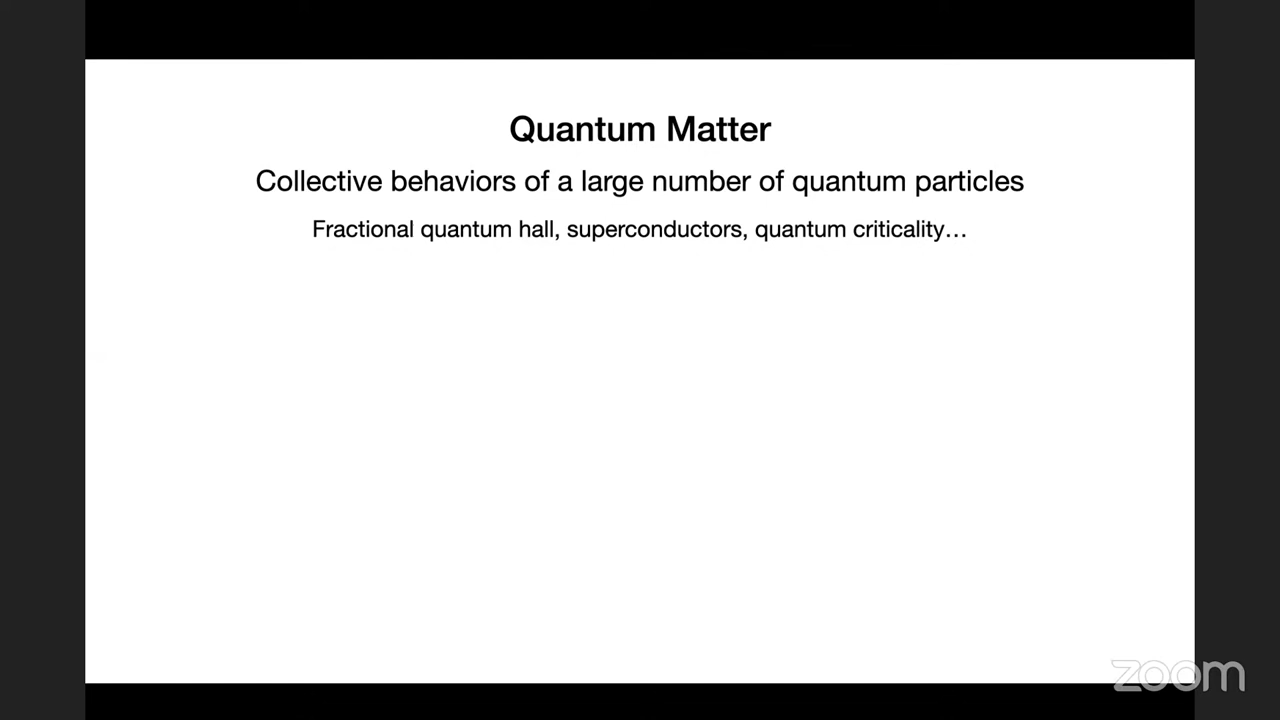 Quantum Matter
Collective behaviors of a large number of quantum particles
Fractional quantum hall, superconductors, quantum criticality…
zoom